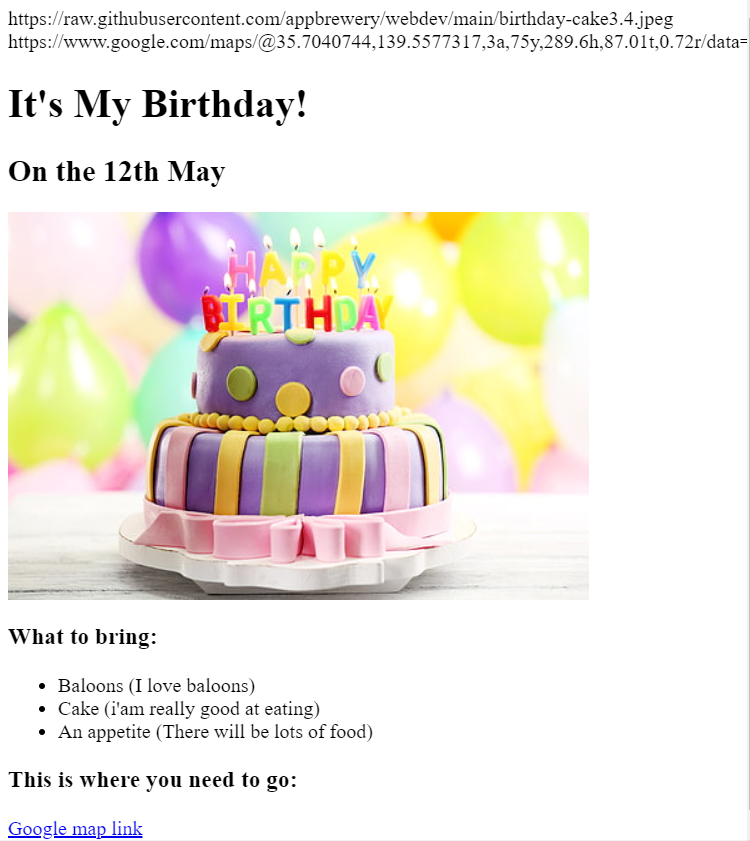 https://raw.githubusercontent.com/appbrewery/webdev/main/birthday-cake3.4.jpeg
https://www.google.com/maps/@35.7040744,139.5577317,3a,75y,289.6h,87.01t,0.72r/data=
It's My Birthday!
On the 12th May
HAPPY
BIRTHDAY
What to bring:
Baloons (I love baloons)
Cake (i'am really good at eating)
An appetite (There will be lots of food)
This is where you need to go:
Google map link